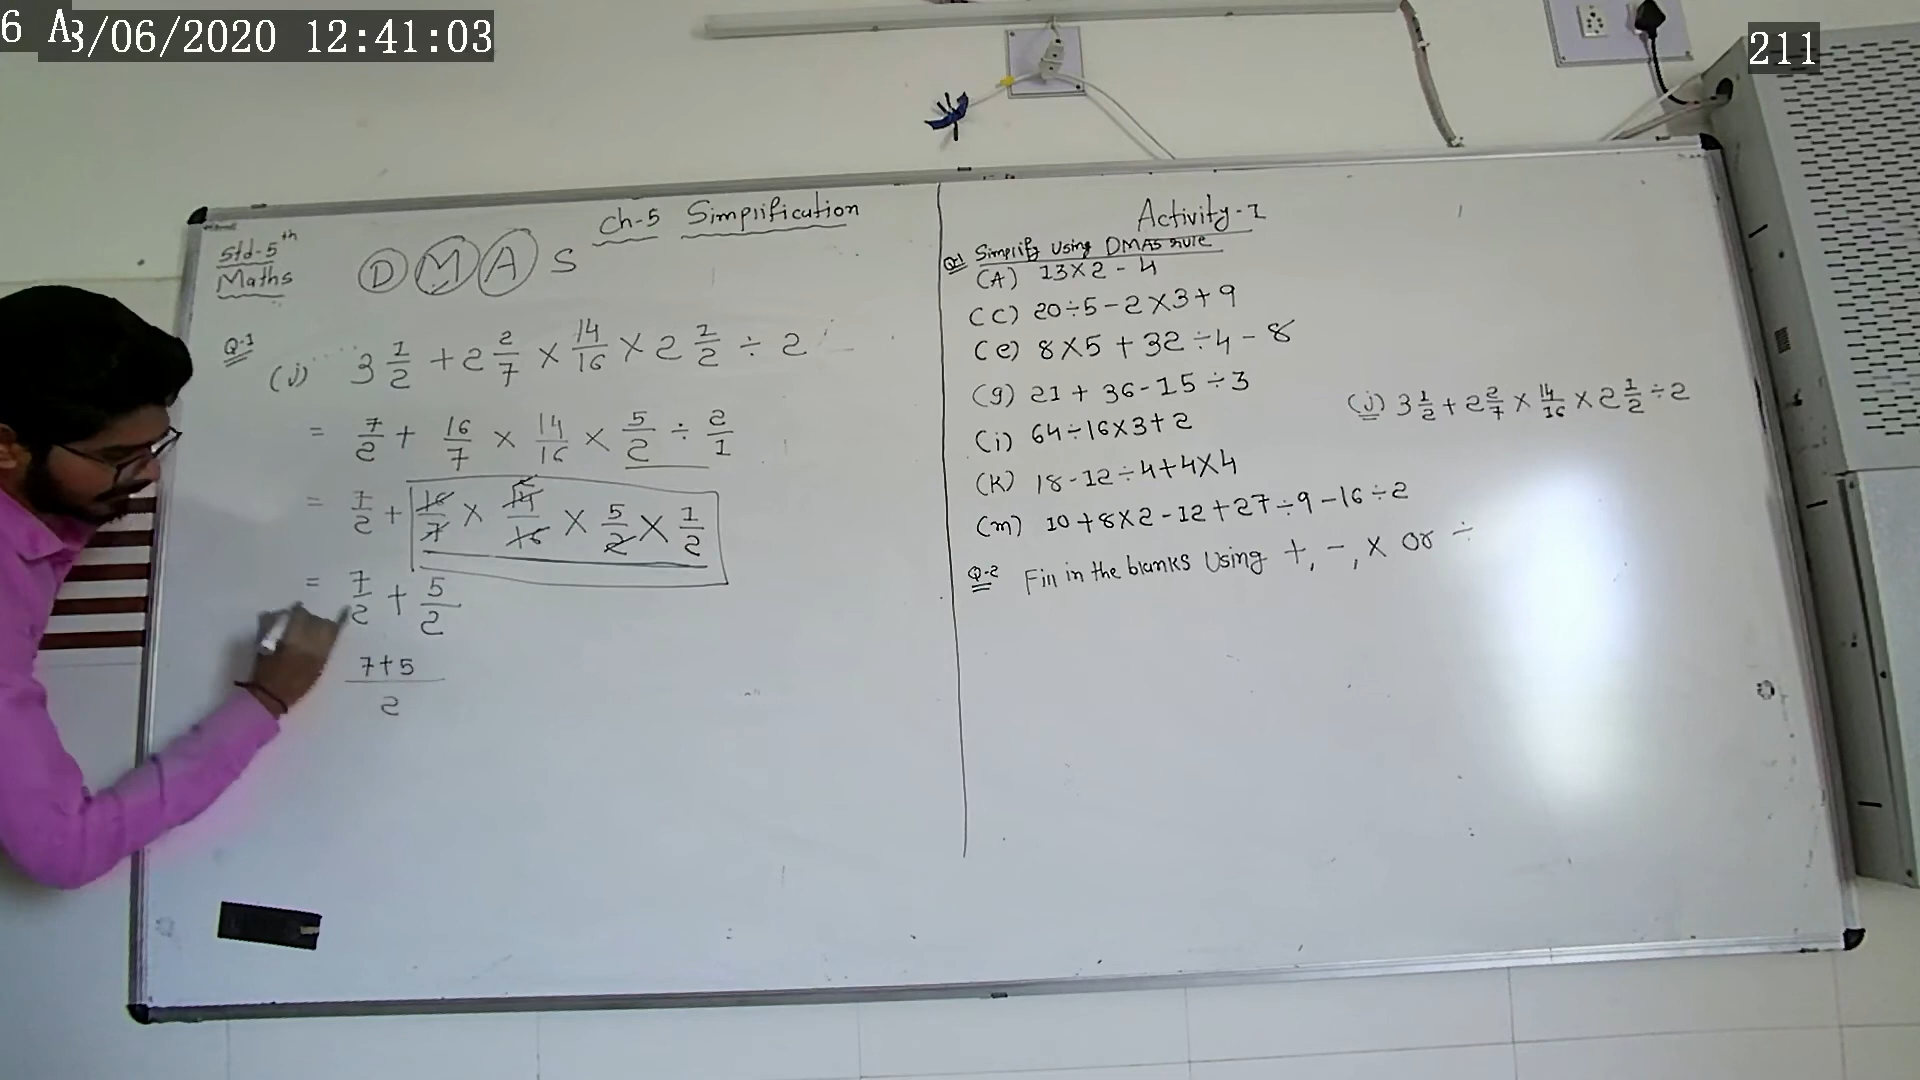 6 A
3/06/2020 12:41:03
211
Std-5th
Maths
Ch-5 Simplification
D M A S
Q-1
(j) 3 1/2 + 2 2/7 × 14/16 × 2 1/2 ÷ 2
= 7/2 + 16/7 × 14/16 × 5/2 ÷ 2/1
= 7/2 + 16/7 × 14/16 × 5/2 × 1/2
= 7/2 + 5/2
7+5/2
Activity-1
Q-1 Simplify Using DMAS rule
(A) 13×2-4
(C) 20÷5-2×3+9
(e) 8×5+32÷4-8
(g) 21+36-15÷3
(i) 64÷16×3+2
(j) 3 1/2 + 2 2/7 × 14/16 × 2 1/2 ÷ 2
(K) 18-12÷4+4×4
(m) 10+8×2-12+27÷9-16÷2
Q-2 Fill in the blanks Using +, -, × Or ÷